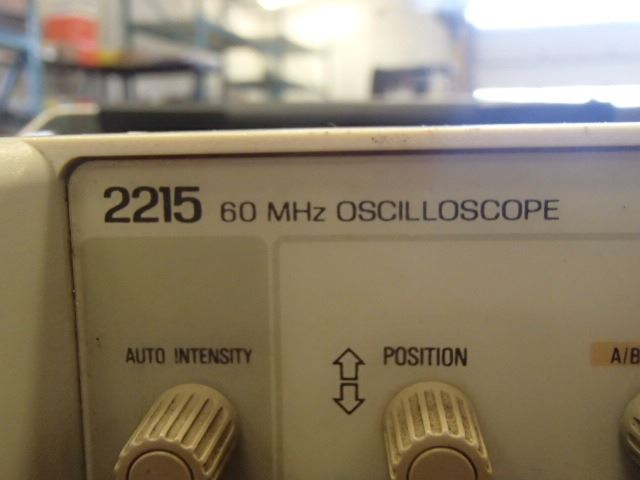 2215 60 MHz OSCILLOSCOPE
AUTO INTENSITY
POSITION
A/B